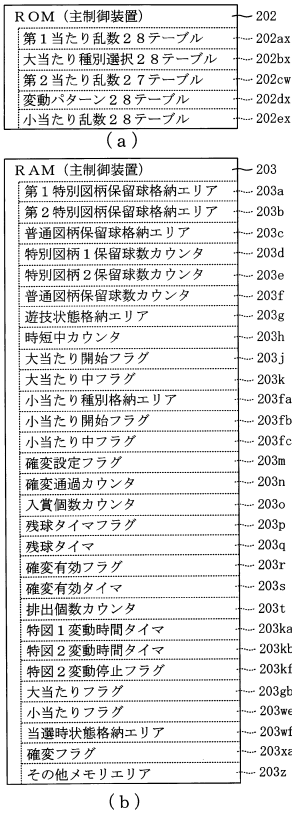 ROM（主制御装置） 202
第１当たり乱数２８テーブル 202ax
大当たり種別選択２８テーブル 202bx
第２当たり乱数２７テーブル 202cw
変動パターン２８テーブル 202dx
小当たり乱数２８テーブル 202ex
(a)
RAM（主制御装置） 203
第１特別図柄保留球格納エリア 203a
第２特別図柄保留球格納エリア 203b
普通図柄保留球格納エリア 203c
特別図柄１保留球数カウンタ 203d
特別図柄２保留球数カウンタ 203e
普通図柄保留球数カウンタ 203f
遊技状態格納エリア 203g
時短中カウンタ 203h
大当たり開始フラグ 203j
大当たり中フラグ 203k
小当たり種別格納エリア 203fa
小当たり開始フラグ 203fb
小当たり中フラグ 203fc
確変設定フラグ 203m
確変通過カウンタ 203n
入賞個数カウンタ 203o
残球タイマフラグ 203p
残球タイマ 203q
確変有効フラグ 203r
確変有効タイマ 203s
排出個数カウンタ 203t
特図１変動時間タイマ 203ka
特図２変動時間タイマ 203kb
特図２変動停止フラグ 203kf
大当たりフラグ 203gb
小当たりフラグ 203we
当選時状態格納エリア 203wf
確変フラグ 203xa
その他メモリエリア 203z
(b)